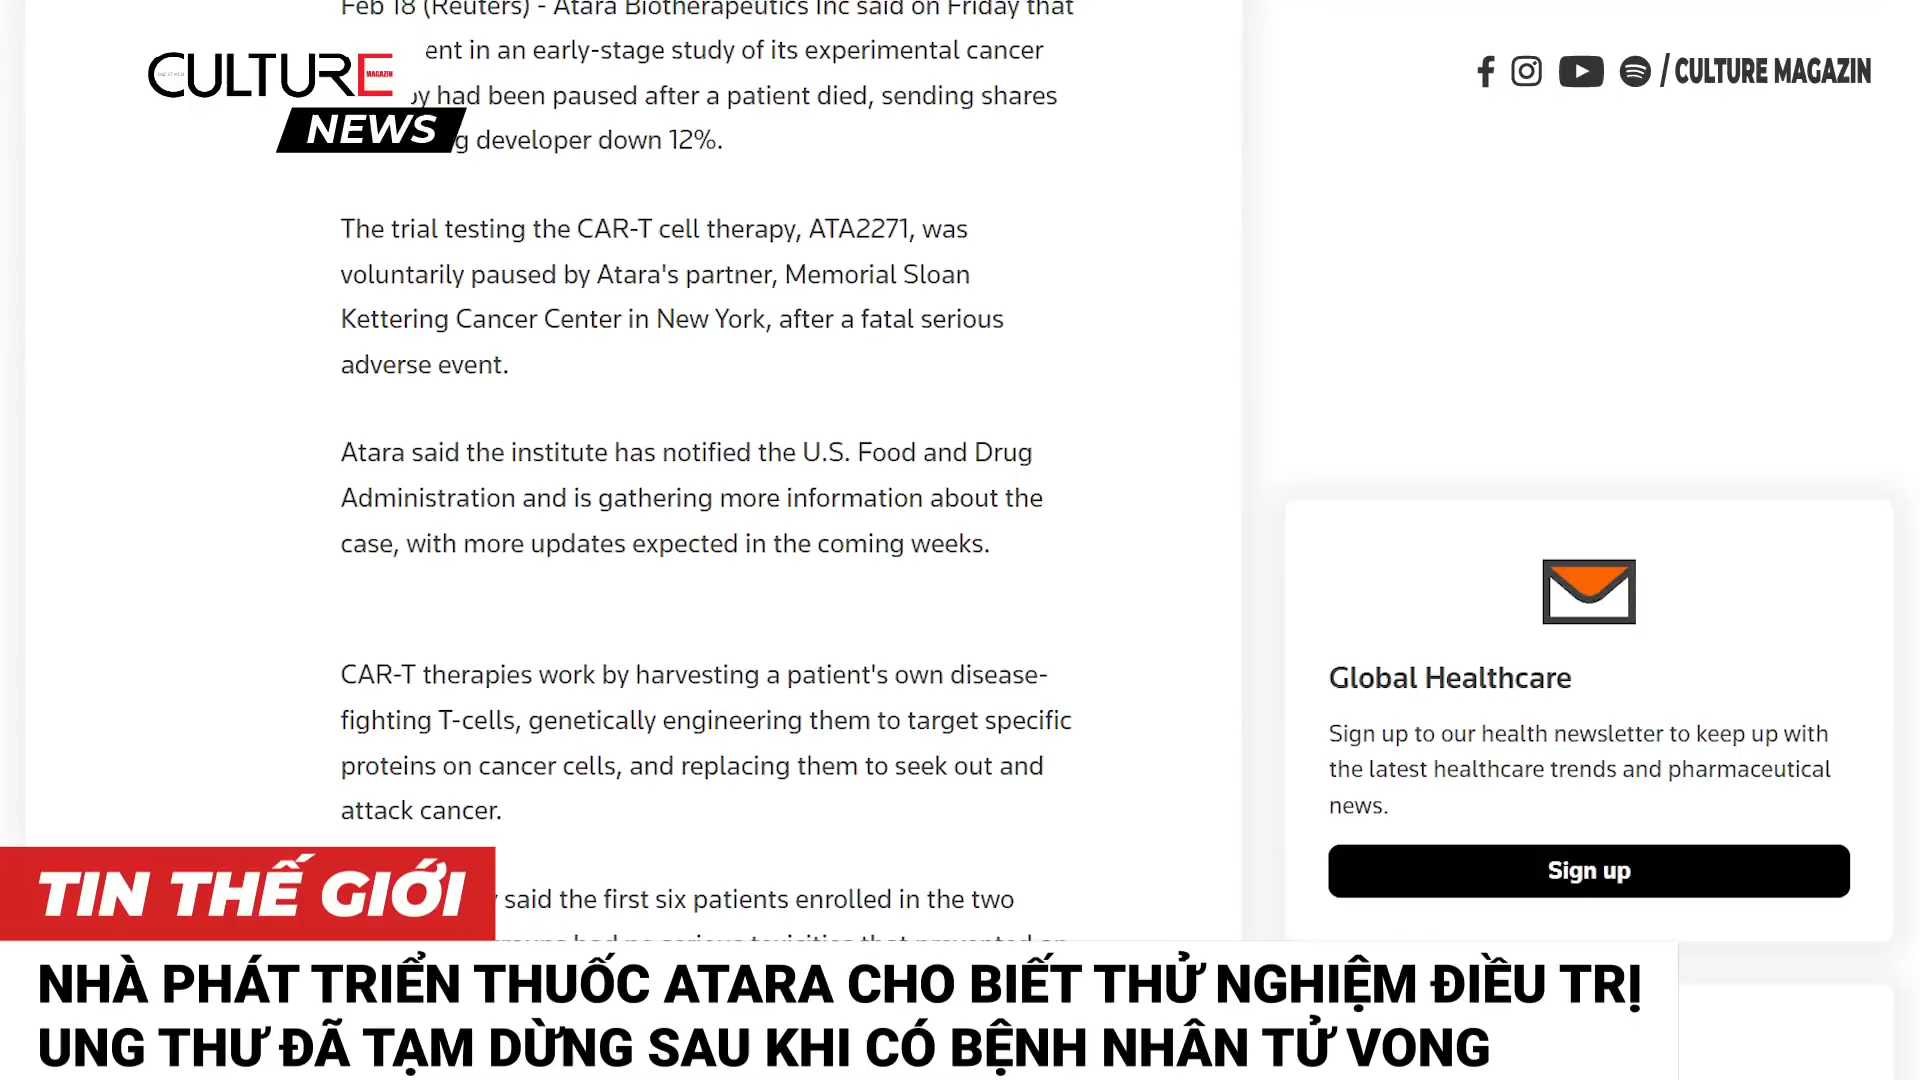 Feb 18 (Reuters) - Atara Biotherapeutics Inc said on Friday that
ent in an early-stage study of its experimental cancer
had been paused after a patient died, sending shares
developer down 12%.
CULTURE
MAGAZIN
NEWS
/ CULTURE MAGAZIN
The trial testing the CAR-T cell therapy, ATA2271, was
voluntarily paused by Atara's partner, Memorial Sloan
Kettering Cancer Center in New York, after a fatal serious
adverse event.
Atara said the institute has notified the U.S. Food and Drug
Administration and is gathering more information about the
case, with more updates expected in the coming weeks.
CAR-T therapies work by harvesting a patient's own disease-
fighting T-cells, genetically engineering them to target specific
proteins on cancer cells, and replacing them to seek out and
attack cancer.
said the first six patients enrolled in the two
Global Healthcare
Sign up to our health newsletter to keep up with
the latest healthcare trends and pharmaceutical
news.
Sign up
TIN THẾ GIỚI
NHÀ PHÁT TRIỂN THUỐC ATARA CHO BIẾT THỬ NGHIỆM ĐIỀU TRỊ
UNG THƯ ĐÃ TẠM DỪNG SAU KHI CÓ BỆNH NHÂN TỬ VONG